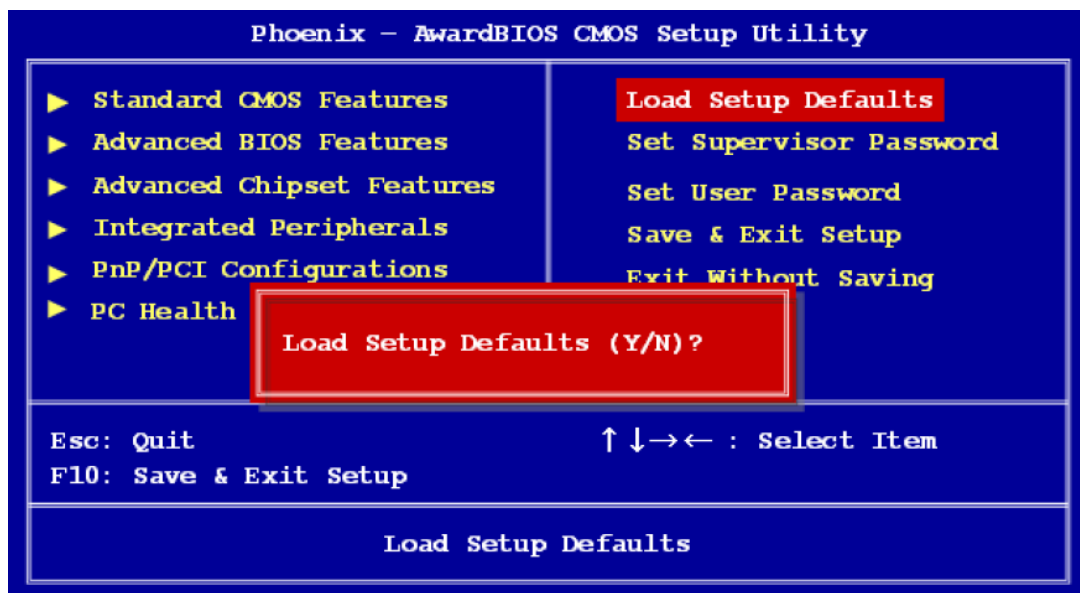 Phoenix – AwardBIOS CMOS Setup Utility
▶ Standard CMOS Features
▶ Advanced BIOS Features
▶ Advanced Chipset Features
▶ Integrated Peripherals
▶ PnP/PCI Configurations
▶ PC Health
Load Setup Defaults
Set Supervisor Password
Set User Password
Save & Exit Setup
Exit Without Saving
Load Setup Defaults (Y/N)?
Esc: Quit
F10: Save & Exit Setup
↑↓→← : Select Item
Load Setup Defaults